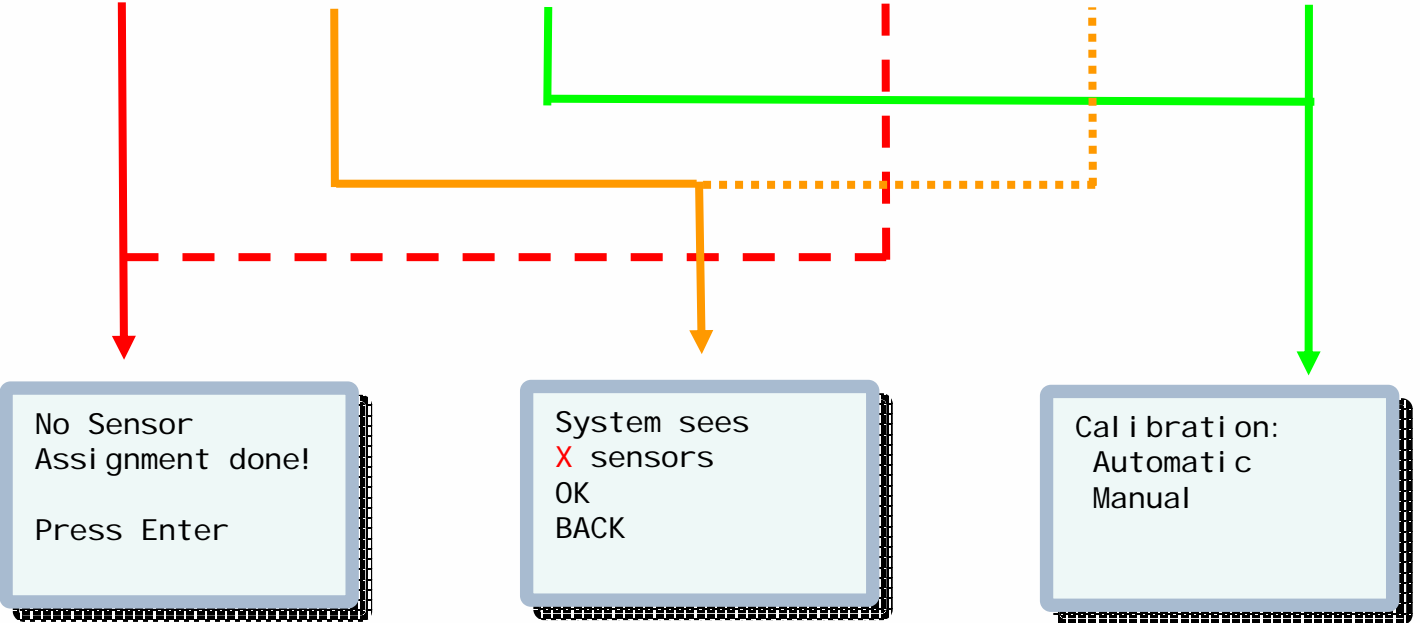 No Sensor
Assignment done!
Press Enter
System sees
X sensors
OK
BACK
Calibration:
Automatic
Manual